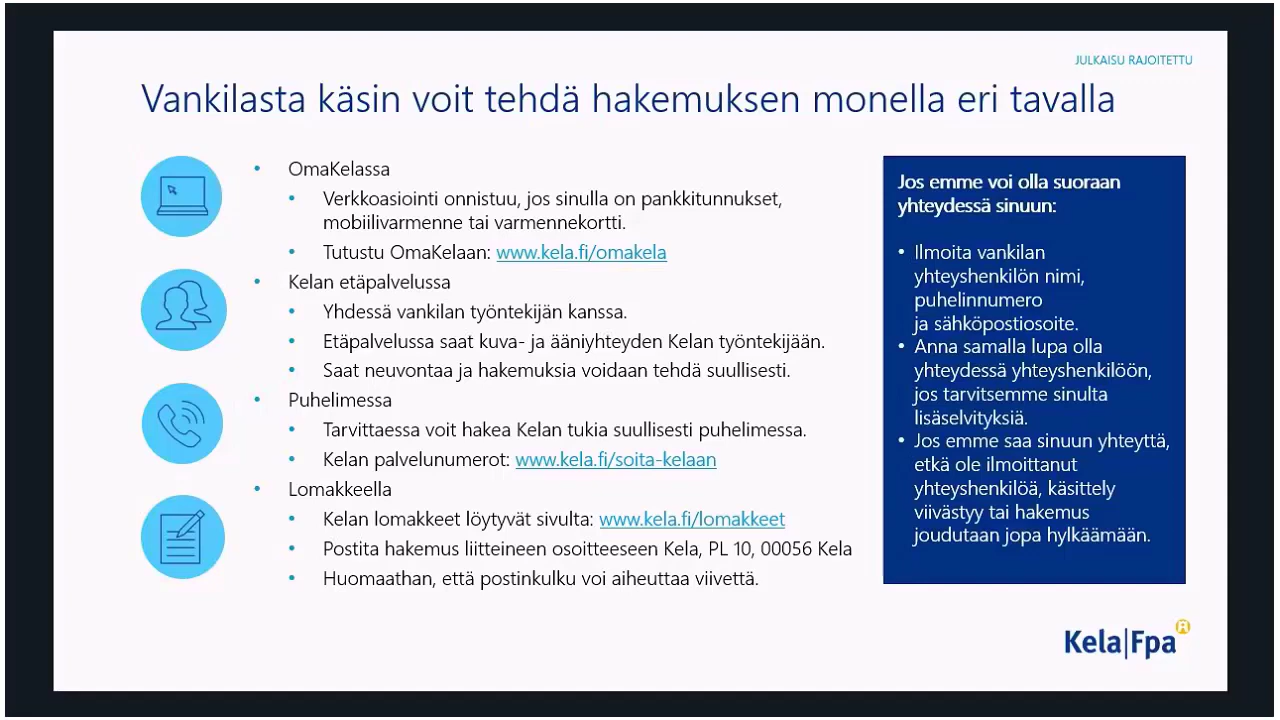 JULKAISU RAJOITETTU
Vankilasta käsin voit tehdä hakemuksen monella eri tavalla
• OmaKelassa
• Verkkoasiointi onnistuu, jos sinulla on pankkitunnukset,
mobiilivarmenne tai varmennekortti.
• Tutustu OmaKelaan: www.kela.fi/omakela
• Kelan etäpalvelussa
• Yhdessä vankilan työntekijän kanssa.
• Etäpalvelussa saat kuva- ja ääniyhteyden Kelan työntekijään.
• Saat neuvontaa ja hakemuksia voidaan tehdä suullisesti.
• Puhelimessa
• Tarvittaessa voit hakea Kelan tukia suullisesti puhelimessa.
• Kelan palvelunumerot: www.kela.fi/soita-kelaan
• Lomakkeella
• Kelan lomakkeet löytyvät sivulta: www.kela.fi/lomakkeet
• Postita hakemus liitteineen osoitteeseen Kela, PL 10, 00056 Kela
• Huomaathan, että postinkulku voi aiheuttaa viivettä.
Jos emme voi olla suoraan
yhteydessä sinuun:
• Ilmoita vankilan
yhteyshenkilön nimi,
puhelinnumero
ja sähköpostiosoite.
• Anna samalla lupa olla
yhteydessä yhteyshenkilöön,
jos tarvitsemme sinulta
lisäselvityksiä.
• Jos emme saa sinuun yhteyttä,
etkä ole ilmoittanut
yhteyshenkilöä, käsittely
viivästyy tai hakemus
joudutaan jopa hylkäämään.
Kela|Fpa